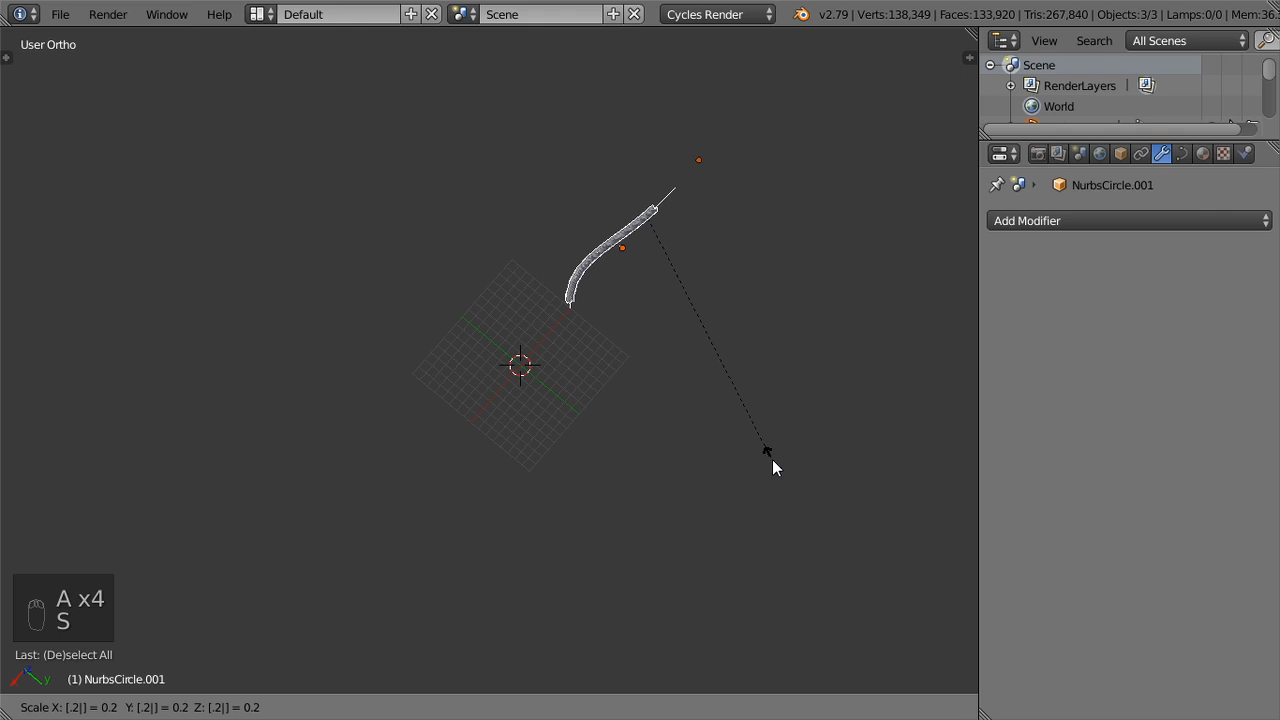 File Render Window Help Default Scene Cycles Render v2.79 | Verts:138,349 | Faces:133,920 | Tris:267,840 | Objects:3/3 | Lamps:0/0 | Mem:36.
User Ortho
View Search All Scenes
Scene
RenderLayers |
World
NurbsCircle.001
Add Modifier
A x4
S
Last: (De)select All
y (1) NurbsCircle.001
Scale X: [.2|] = 0.2 Y: [.2|] = 0.2 Z: [.2|] = 0.2